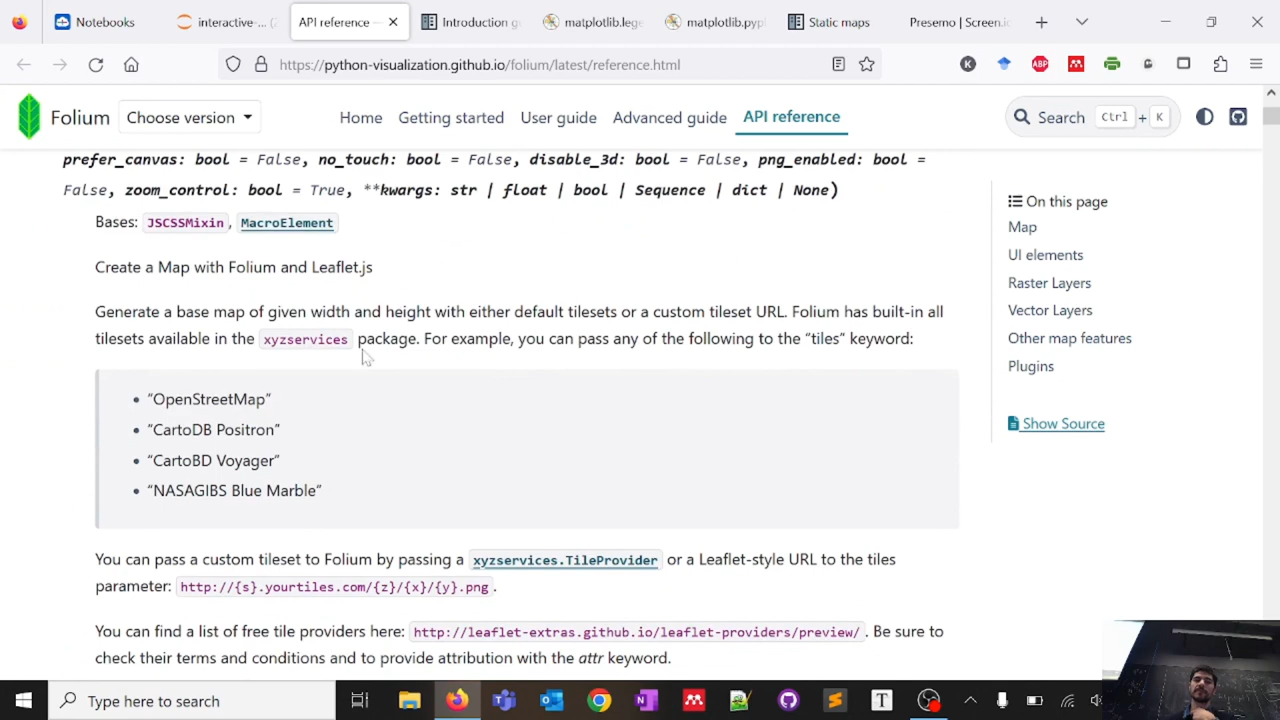 Notebooks
interactive-
API reference —
Introduction g
matplotlib.lege
matplotlib.pypl
Static maps
Presemo | Screen.io
https://python-visualization.github.io/folium/latest/reference.html
Folium
Choose version
Home
Getting started
User guide
Advanced guide
API reference
Search Ctrl + K
prefer_canvas: bool = False, no_touch: bool = False, disable_3d: bool = False, png_enabled: bool =
False, zoom_control: bool = True, **kwargs: str | float | bool | Sequence | dict | None)
Bases: JSCSSMixin, MacroElement
Create a Map with Folium and Leaflet.js
Generate a base map of given width and height with either default tilesets or a custom tileset URL. Folium has built-in all
tilesets available in the xyzservices package. For example, you can pass any of the following to the “tiles” keyword:
• “OpenStreetMap”
• “CartoDB Positron”
• “CartoBD Voyager”
• “NASAGIBS Blue Marble”
You can pass a custom tileset to Folium by passing a xyzservices.TileProvider or a Leaflet-style URL to the tiles
parameter: http://{s}.yourtiles.com/{z}/{x}/{y}.png.
You can find a list of free tile providers here: http://leaflet-extras.github.io/leaflet-providers/preview/. Be sure to
check their terms and conditions and to provide attribution with the attr keyword.
On this page
Map
UI elements
Raster Layers
Vector Layers
Other map features
Plugins
Show Source
Type here to search